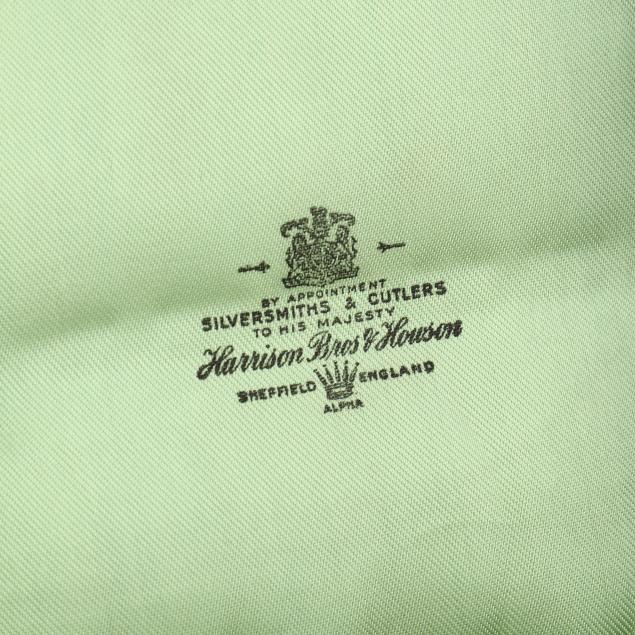 BY APPOINTMENT
SILVERSMITHS & CUTLERS
TO HIS MAJESTY
Harrison Bros & Howson
SHEFFIELD ENGLAND
ALPHA